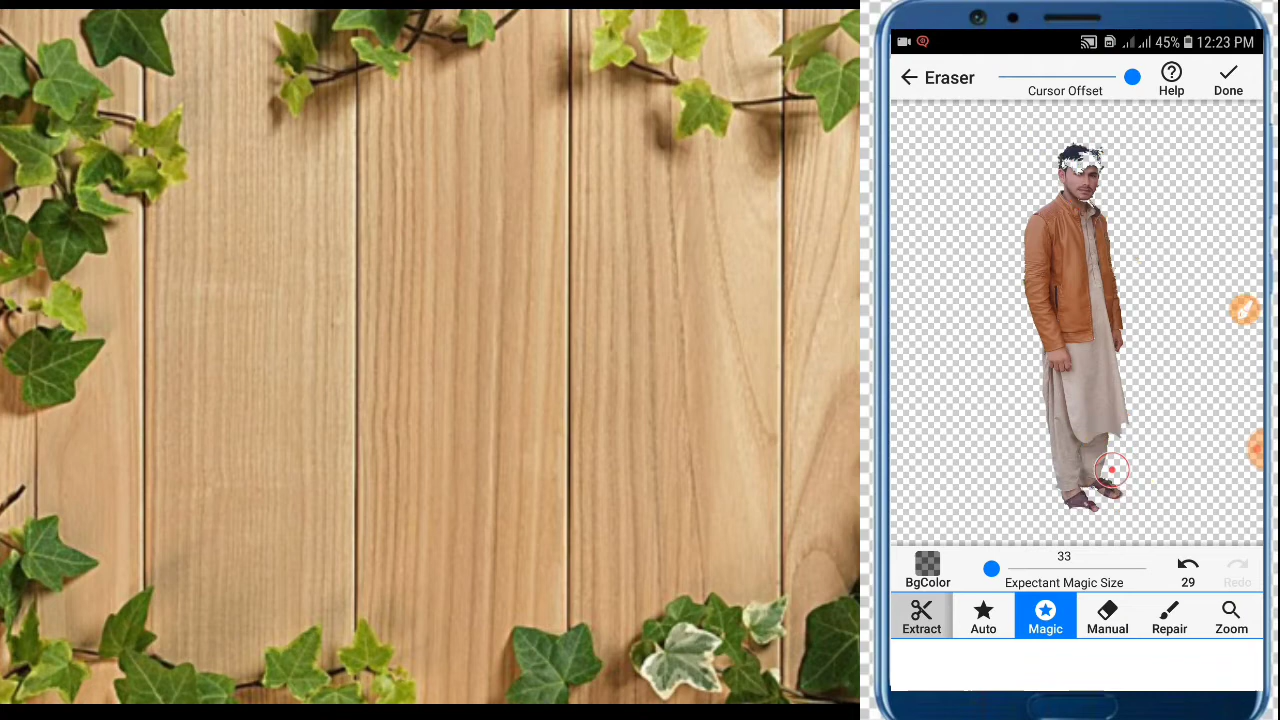 45% 12:23 PM
Eraser
Cursor Offset
Help
Done
33
BgColor
Expectant Magic Size
29
Redo
Extract
Auto
Magic
Manual
Repair
Zoom